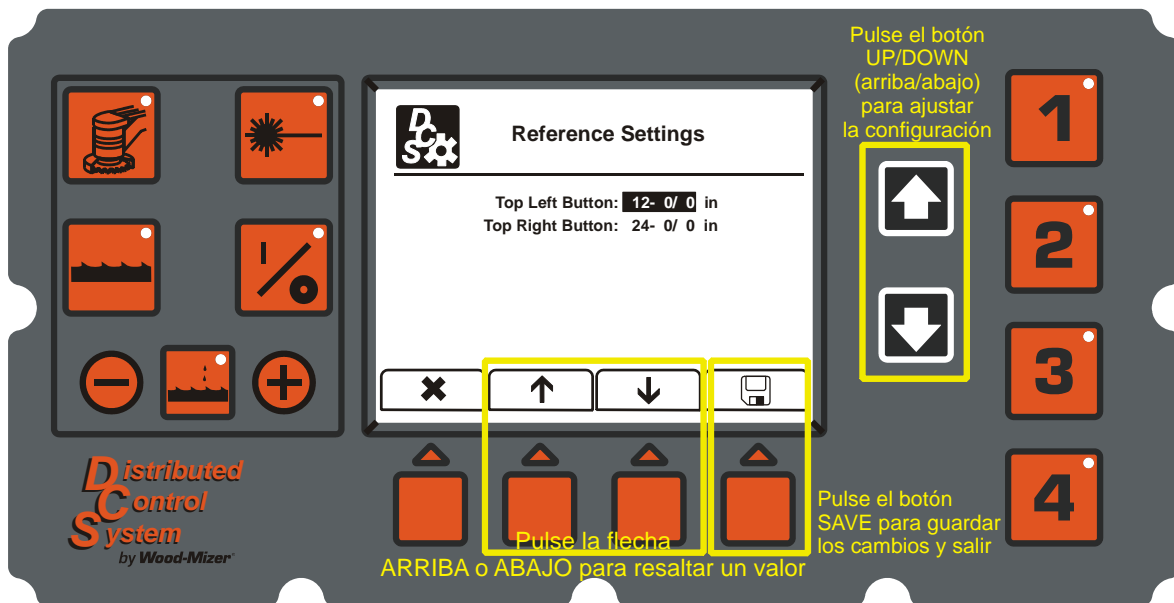 Pulse el botón
UP/DOWN
(arriba/abajo)
para ajustar
la configuración
1
DCS
Reference Settings
Top Left Button: 12- 0/ 0 in
Top Right Button: 24- 0/ 0 in
2
3
Distributed
Control
System
by Wood-Mizer
4
Pulse el botón
SAVE para guardar
los cambios y salir
Pulse la flecha
ARRIBA o ABAJO para resaltar un valor